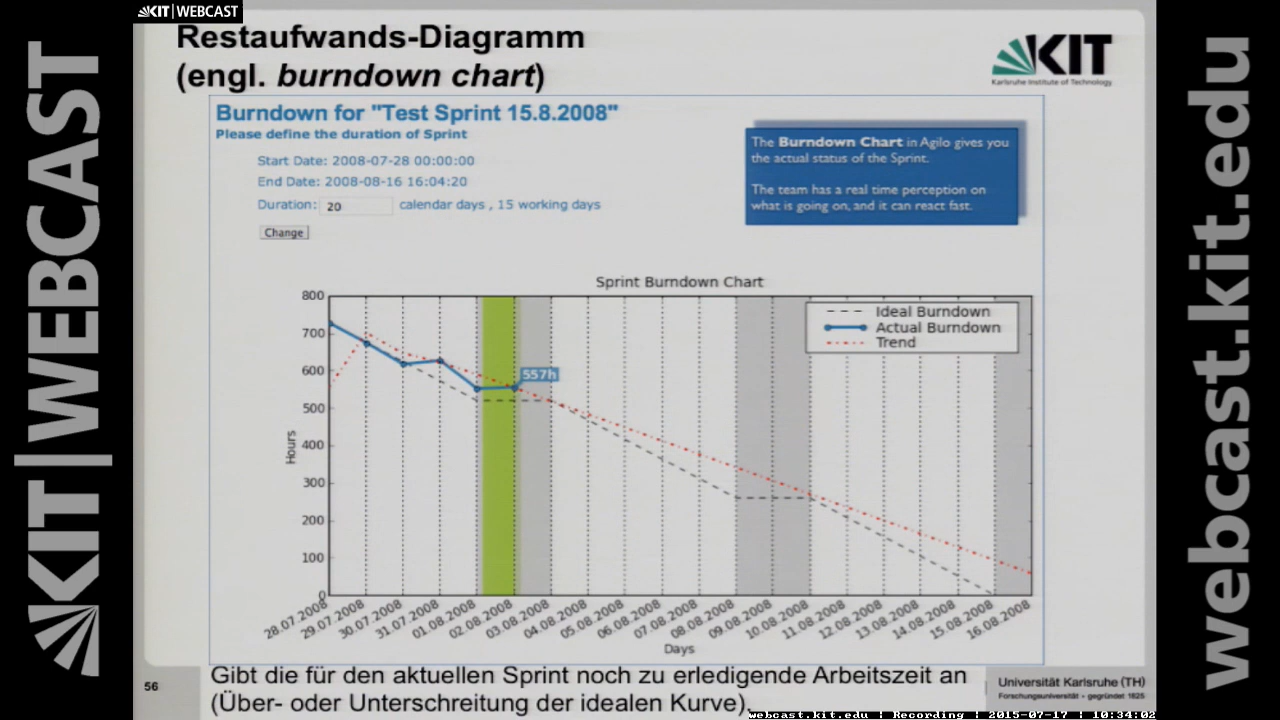 KIT | WEBCAST
KIT | WEBCAST
webcast.kit.edu
Restaufwands-Diagramm
(engl. burndown chart)
KIT
Karlsruhe Institute of Technology
Burndown for "Test Sprint 15.8.2008"
Please define the duration of Sprint
Start Date: 2008-07-28 00:00:00
End Date: 2008-08-16 16:04:20
Duration: 20 calendar days , 15 working days
Change
The Burndown Chart in Agilo gives you
the actual status of the Sprint.
The team has a real time perception on
what is going on, and it can react fast.
Sprint Burndown Chart
Ideal Burndown
Actual Burndown
Trend
557h
800
700
600
500
400
300
200
100
0
Hours
28.07.2008
29.07.2008
30.07.2008
31.07.2008
01.08.2008
02.08.2008
03.08.2008
04.08.2008
05.08.2008
06.08.2008
07.08.2008
08.08.2008
09.08.2008
10.08.2008
11.08.2008
12.08.2008
13.08.2008
14.08.2008
15.08.2008
16.08.2008
Days
Gibt die für den aktuellen Sprint noch zu erledigende Arbeitszeit an
(Über- oder Unterschreitung der idealen Kurve).
56
Universität Karlsruhe (TH)
Forschungsuniversität • gegründet 1825
webcast.kit.edu | Recording | 2015-07-17 | 10:34:02